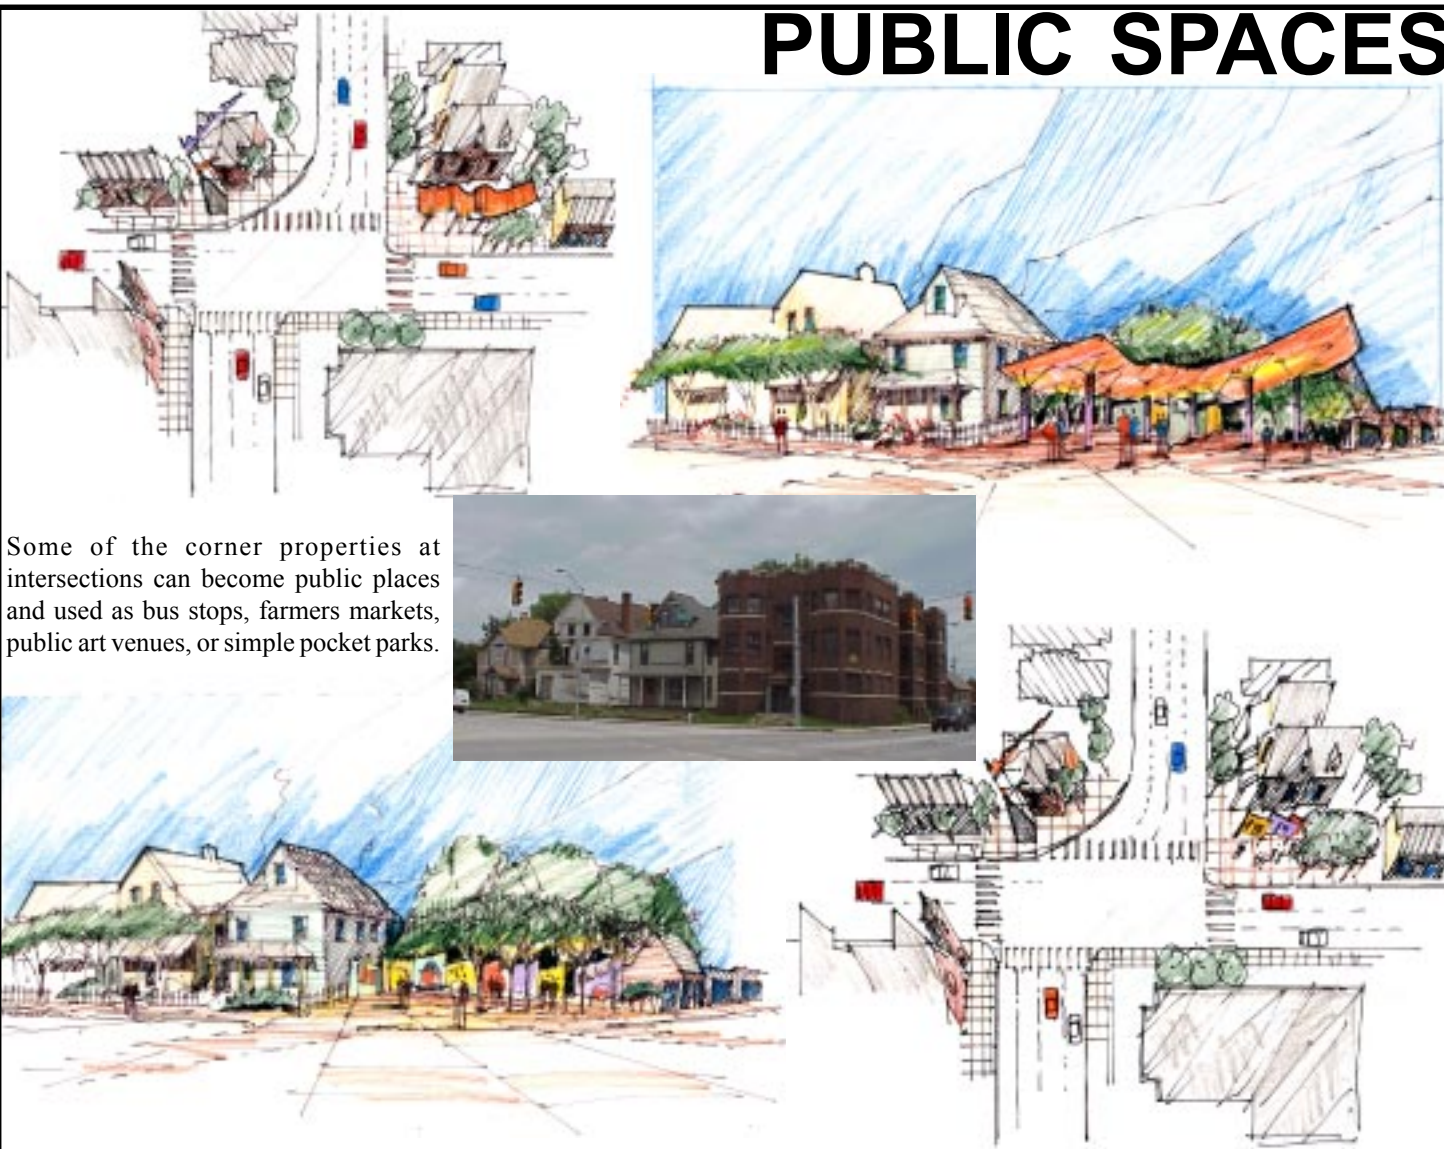 PUBLIC SPACES
Some of the corner properties at
intersections can become public places
and used as bus stops, farmers markets,
public art venues, or simple pocket parks.